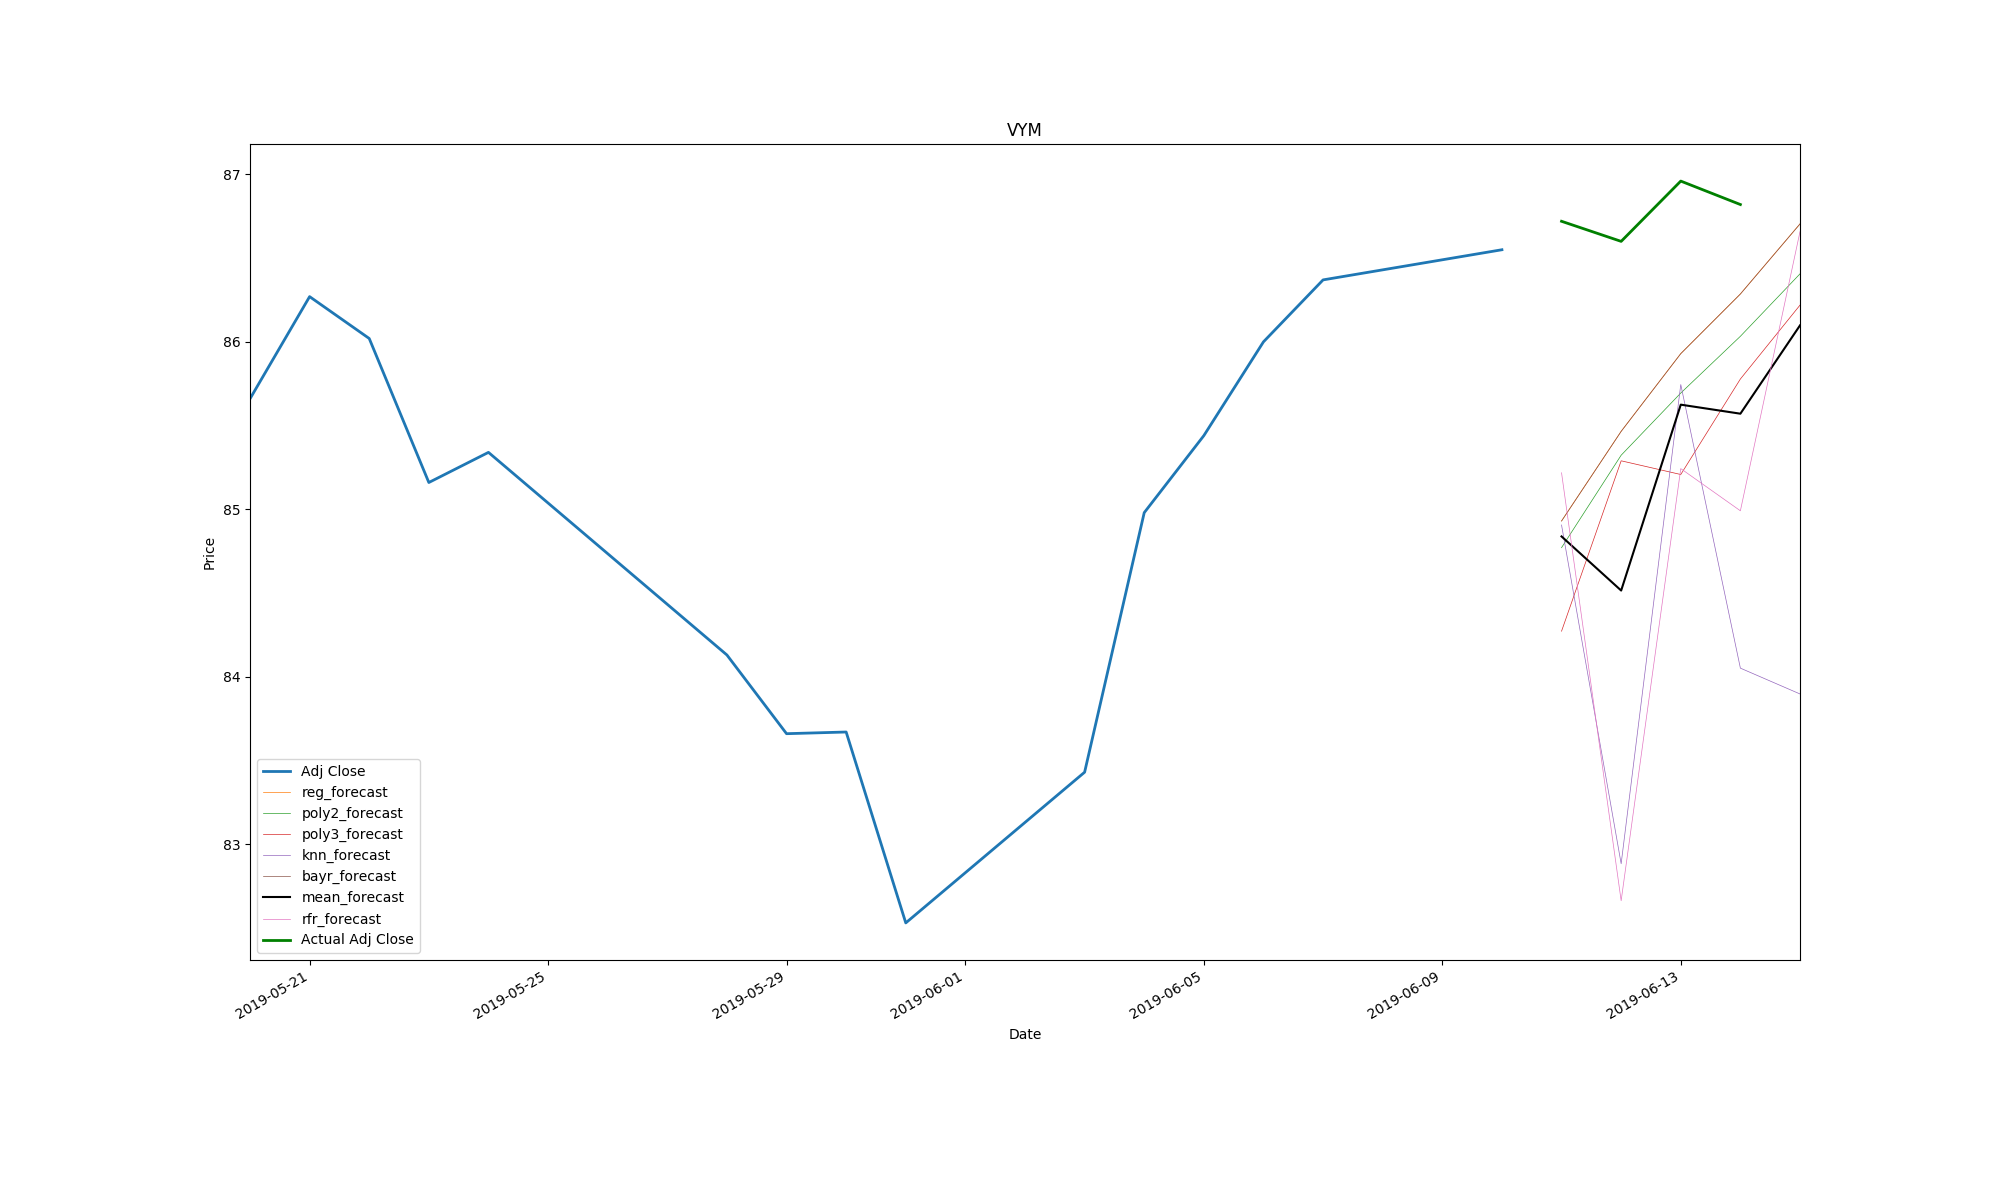 VYM
87
86
85
84
83
Price
Adj Close
reg_forecast
poly2_forecast
poly3_forecast
knn_forecast
bayr_forecast
mean_forecast
rfr_forecast
Actual Adj Close
2019-05-21
2019-05-25
2019-05-29
2019-06-01
2019-06-05
2019-06-09
2019-06-13
Date